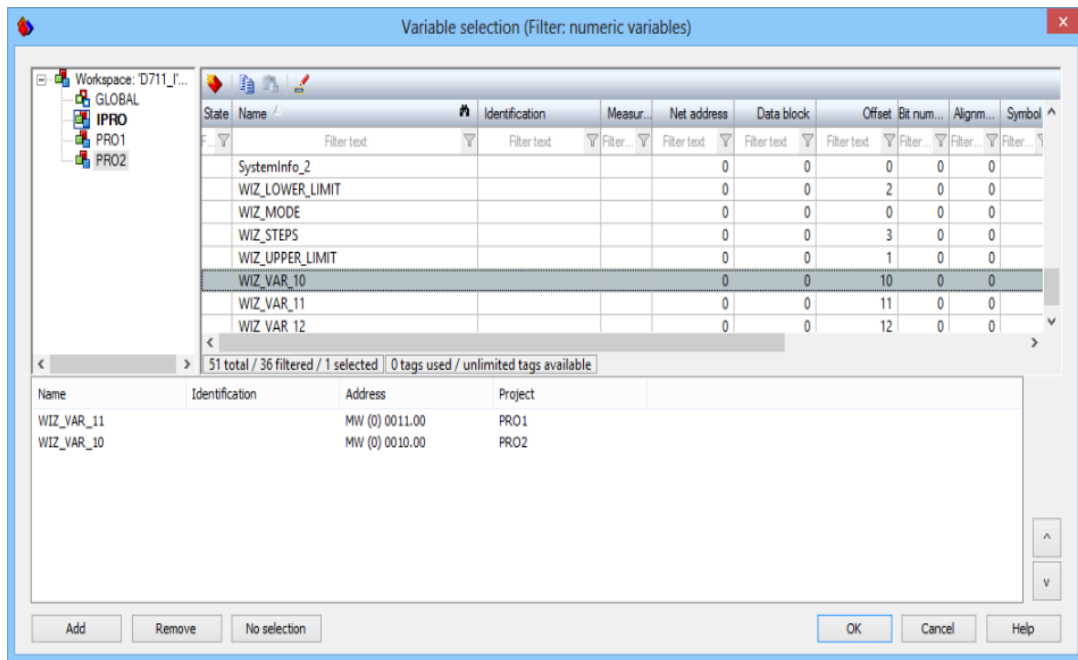 Variable selection (Filter: numeric variables)
x
Workspace: 'D711_I'...
GLOBAL
IPRO
PRO1
PRO2
State Name Identification Measur... Net address Data block Offset Bit num... Alignm... Symbol
F... Filter text Filter text Filter... Filter text Filter text Filter text Filter... Filter... Filter...
SystemInfo_2 0 0 0 0 0
WIZ_LOWER_LIMIT 0 0 2 0 0
WIZ_MODE 0 0 0 0 0
WIZ_STEPS 0 0 3 0 0
WIZ_UPPER_LIMIT 0 0 1 0 0
WIZ_VAR_10 0 0 10 0 0
WIZ_VAR_11 0 0 11 0 0
WIZ_VAR_12 0 0 12 0 0
51 total / 36 filtered / 1 selected 0 tags used / unlimited tags available
Name Identification Address Project
WIZ_VAR_11 MW (0) 0011.00 PRO1
WIZ_VAR_10 MW (0) 0010.00 PRO2
Add Remove No selection OK Cancel Help